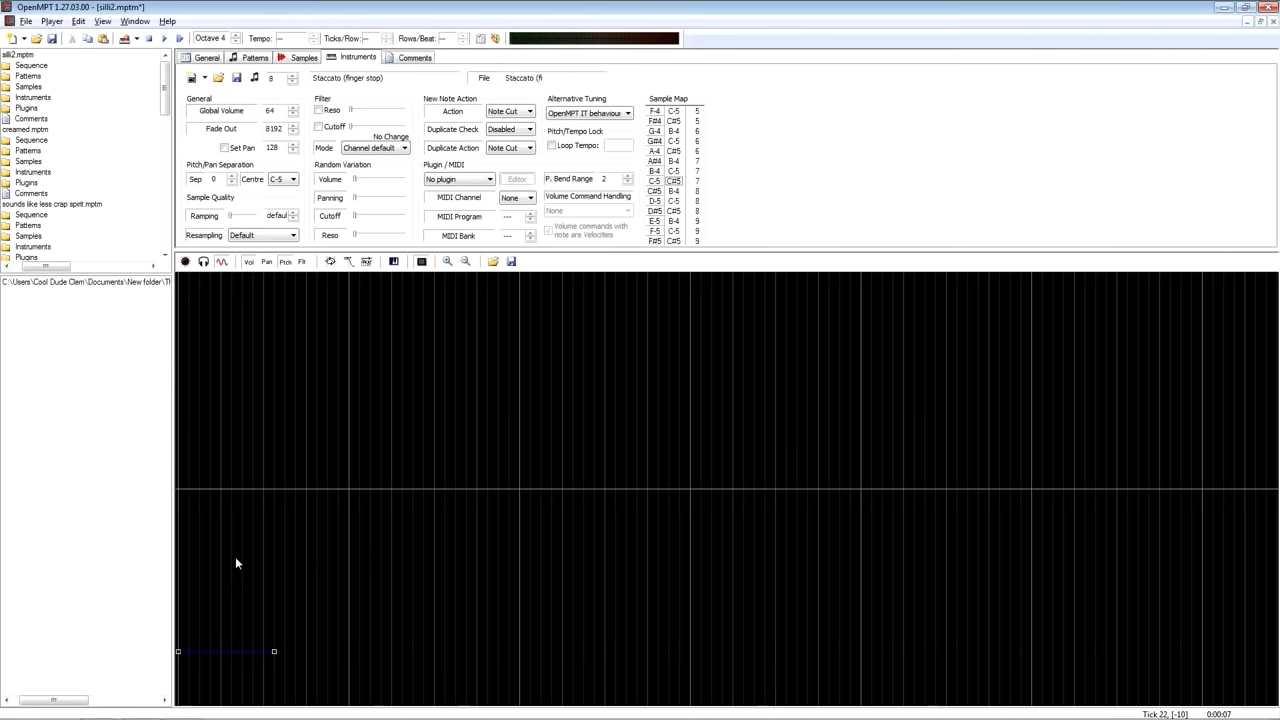 OpenMPT 1.27.03.00 - [silli2.mptm*]
File Player Edit View Window Help
Octave 4 Tempo: --- Ticks/Row: --- Rows/Beat: ---
silli2.mptm
Sequence
Patterns
Samples
Instruments
Plugins
Comments
creamed.mptm
Sequence
Patterns
Samples
Instruments
Plugins
Comments
sounds like less crap spirit.mptm
Sequence
Patterns
Samples
Instruments
Plugins
C:\Users\Cool Dude Clem\Documents\New folder\Th
General Patterns Samples Instruments Comments
8 Staccato (finger stop) File Staccato (fi
General
Global Volume 64
Fade Out 8192
Set Pan 128
Pitch/Pan Separation
Sep 0 Centre C-5
Sample Quality
Ramping defaul
Resampling Default
Filter
Reso
Cutoff
No Change
Mode Channel default
Random Variation
Volume
Panning
Cutoff
Reso
New Note Action
Action Note Cut
Duplicate Check Disabled
Duplicate Action Note Cut
Plugin / MIDI
No plugin Editor
MIDI Channel None
MIDI Program ---
MIDI Bank ---
Alternative Tuning
OpenMPT IT behaviour
Pitch/Tempo Lock
Loop Tempo:
P. Bend Range 2
Volume Command Handling
None
Volume commands with
note are Velocities
Sample Map
F-4 C-5 5
F#4 C#5 5
G-4 B-4 6
G#4 C-5 6
A-4 C#5 6
A#4 B-4 7
B-4 C-5 7
C-5 C#5 7
C#5 B-4 8
D-5 C-5 8
D#5 C#5 8
E-5 B-4 9
F-5 C-5 9
F#5 C#5 9
Vol Pan Pitch Flt
Tick 22, [-10] 0:00:07